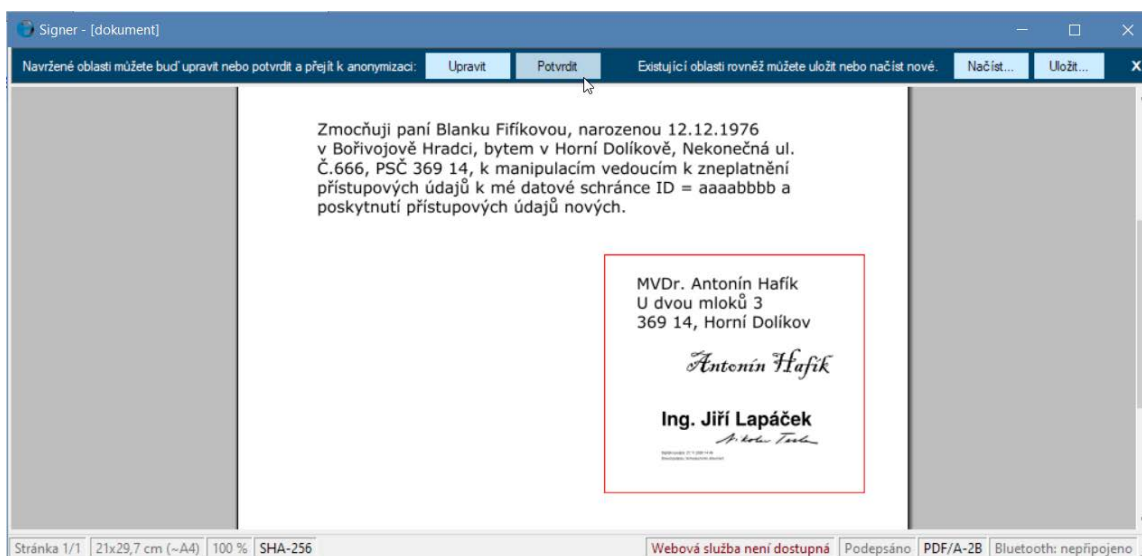 Signer - [dokument]
Navržené oblasti můžete buď upravit nebo potvrdit a přejít k anonymizaci: Upravit Potvrdit Existující oblasti rovněž můžete uložit nebo načíst nové. Načíst... Uložit... X
Zmocňuji paní Blanku Fifíkovou, narozenou 12.12.1976
v Bořivojově Hradci, bytem v Horní Dolíkově, Nekonečná ul.
Č.666, PSČ 369 14, k manipulacím vedoucím k zneplatnění
přístupových údajů k mé datové schránce ID = aaaabbbb a
poskytnutí přístupových údajů nových.
MVDr. Antonín Hafík
U dvou mloků 3
369 14, Horní Dolíkov
Antonín Hafík
Ing. Jiří Lapáček
Stránka 1/1 21x29,7 cm (~A4) 100 % SHA-256 Webová služba není dostupná Podepsáno PDF/A-2B Bluetooth: nepřipojeno